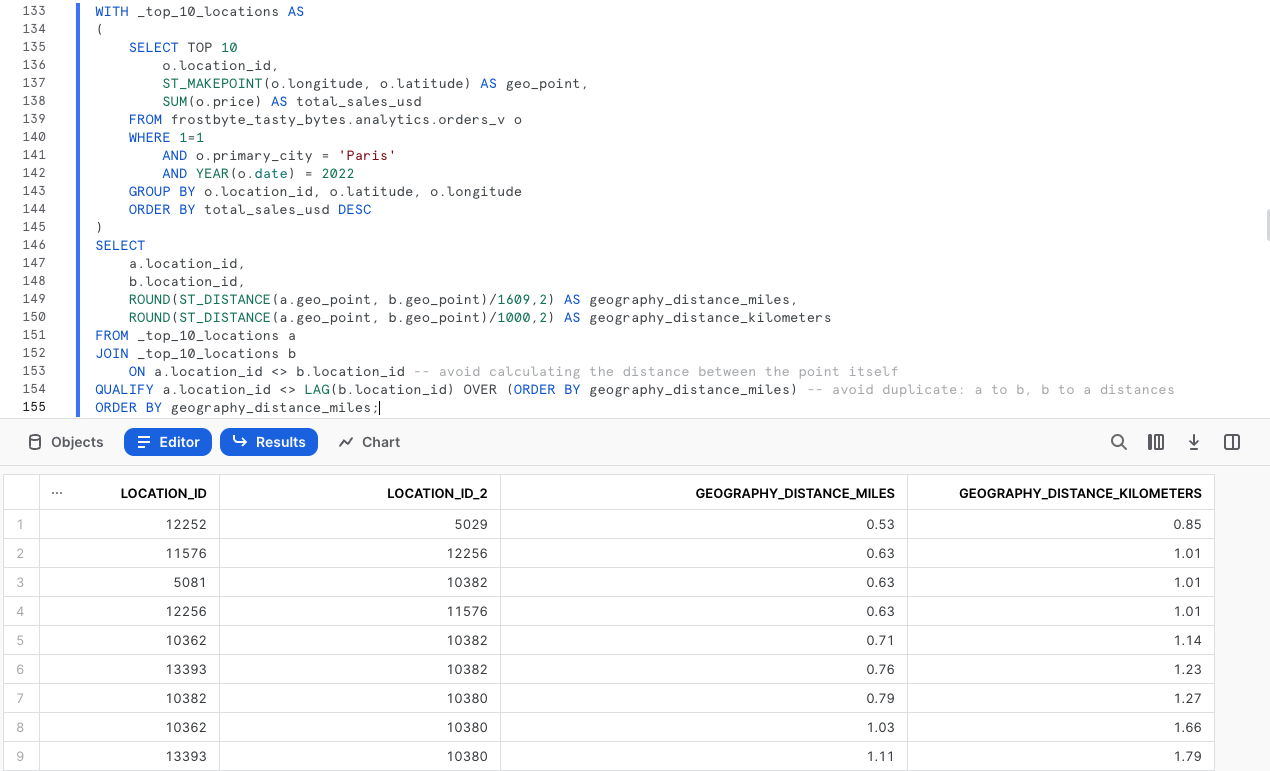 133 WITH _top_10_locations AS
134 (
135 SELECT TOP 10
136 o.location_id,
137 ST_MAKEPOINT(o.longitude, o.latitude) AS geo_point,
138 SUM(o.price) AS total_sales_usd
139 FROM frostbyte_tasty_bytes.analytics.orders_v o
140 WHERE 1=1
141 AND o.primary_city = 'Paris'
142 AND YEAR(o.date) = 2022
143 GROUP BY o.location_id, o.latitude, o.longitude
144 ORDER BY total_sales_usd DESC
145 )
146 SELECT
147 a.location_id,
148 b.location_id,
149 ROUND(ST_DISTANCE(a.geo_point, b.geo_point)/1609,2) AS geography_distance_miles,
150 ROUND(ST_DISTANCE(a.geo_point, b.geo_point)/1000,2) AS geography_distance_kilometers
151 FROM _top_10_locations a
152 JOIN _top_10_locations b
153 ON a.location_id <> b.location_id -- avoid calculating the distance between the point itself
154 QUALIFY a.location_id <> LAG(b.location_id) OVER (ORDER BY geography_distance_miles) -- avoid duplicate: a to b, b to a distances
155 ORDER BY geography_distance_miles;
Objects Editor Results Chart
... LOCATION_ID LOCATION_ID_2 GEOGRAPHY_DISTANCE_MILES GEOGRAPHY_DISTANCE_KILOMETERS
1 12252 5029 0.53 0.85
2 11576 12256 0.63 1.01
3 5081 10382 0.63 1.01
4 12256 11576 0.63 1.01
5 10362 10382 0.71 1.14
6 13393 10382 0.76 1.23
7 10382 10380 0.79 1.27
8 10362 10380 1.03 1.66
9 13393 10380 1.11 1.79